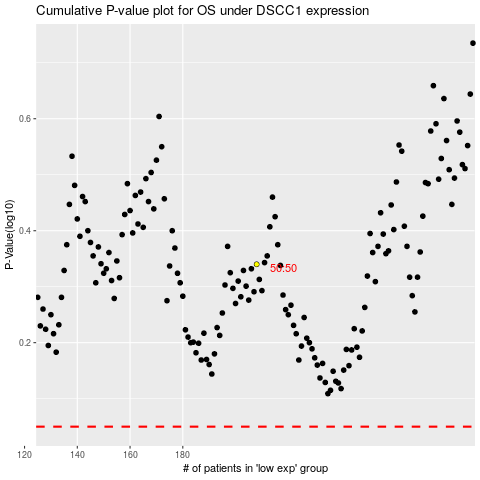 Cumulative P-value plot for OS under DSCC1 expression
P-Value(log10)
0.6
0.4
0.2
50:50
120 140 160 180
# of patients in 'low exp' group